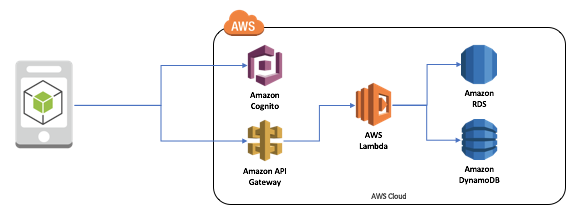 AWS
Amazon
Cognito
Amazon API
Gateway
AWS
Lambda
Amazon
RDS
Amazon
DynamoDB
AWS Cloud